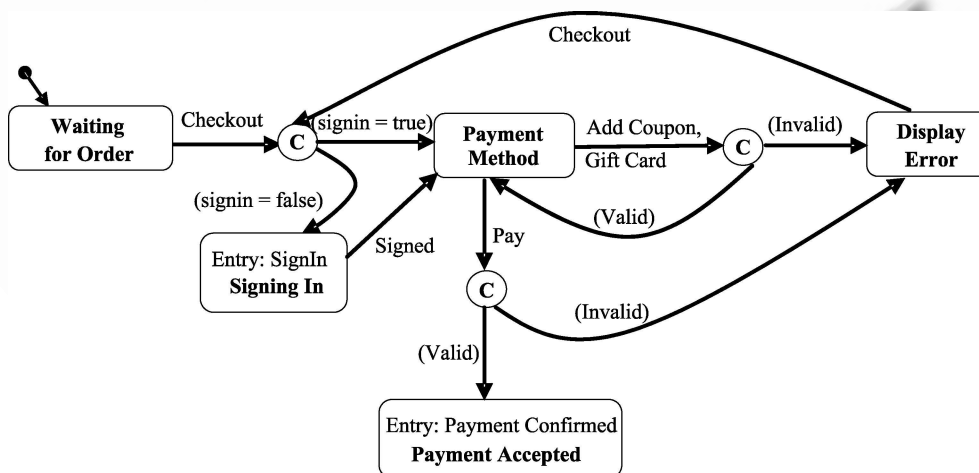 Checkout
Waiting
for Order
Checkout
C
(signin = true)
Payment
Method
Add Coupon,
Gift Card
C
(Invalid)
Display
Error
(signin = false)
(Valid)
Entry: SignIn
Signing In
Signed
Pay
C
(Invalid)
(Valid)
Entry: Payment Confirmed
Payment Accepted